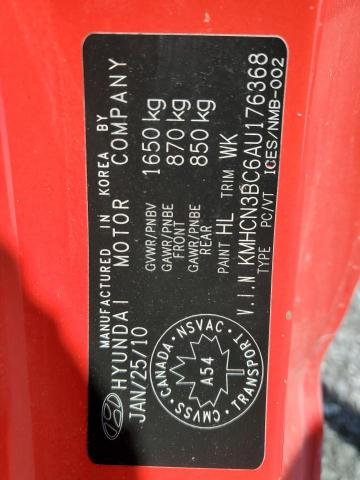 MANUFACTURED IN KOREA BY
HYUNDAI MOTOR COMPANY
JAN/25/10
GVWR/PNBV 1650 kg
GAWR/PNBE FRONT 870 kg
GAWR/PNBE REAR 850 kg
PAINT HL TRIM WK
V.I.N KMHCN3BC6AU176368
TYPE PC/VT ICES/NMB-002
CANADA · NSVAC · TRANSPORT · CMVSS
A54